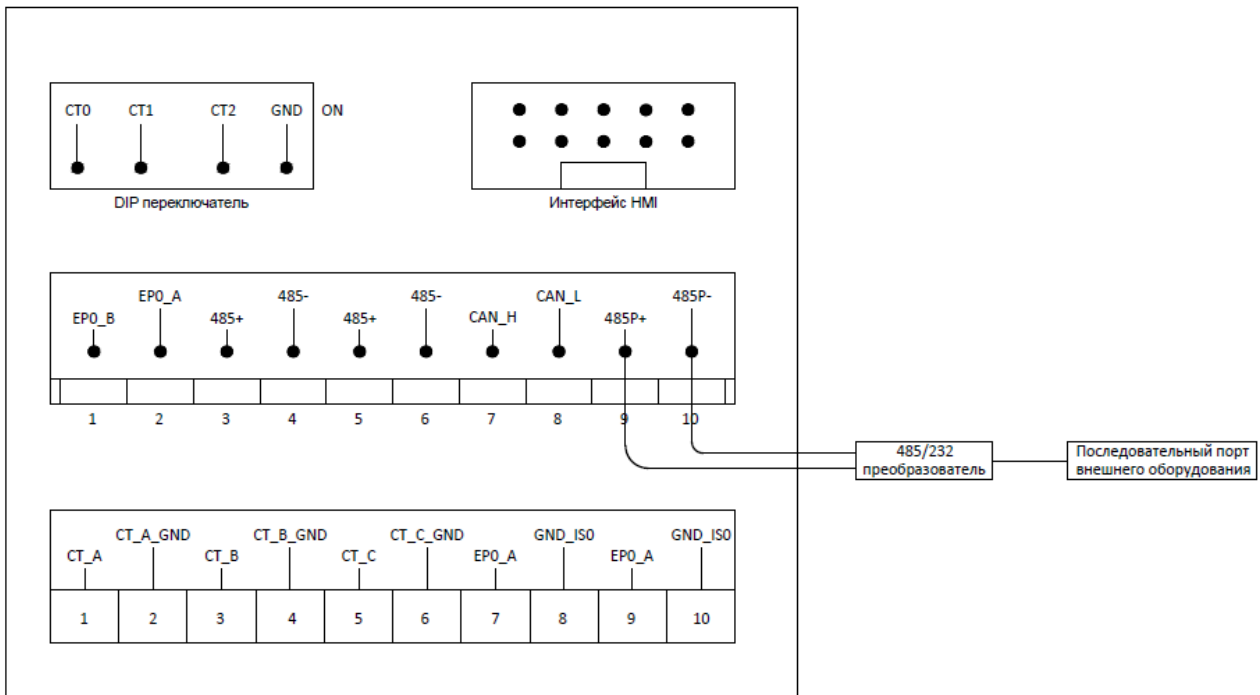 CT0 CT1 CT2 GND ON
DIP переключатель
Интерфейс HMI
EP0_A 485- 485- CAN_L 485P-
EP0_B 485+ 485+ CAN_H 485P+
1 2 3 4 5 6 7 8 9 10
485/232
преобразователь
Последовательный порт
внешнего оборудования
CT_A_GND CT_B_GND CT_C_GND GND_IS0 GND_IS0
CT_A CT_B CT_C EP0_A EP0_A
1 2 3 4 5 6 7 8 9 10